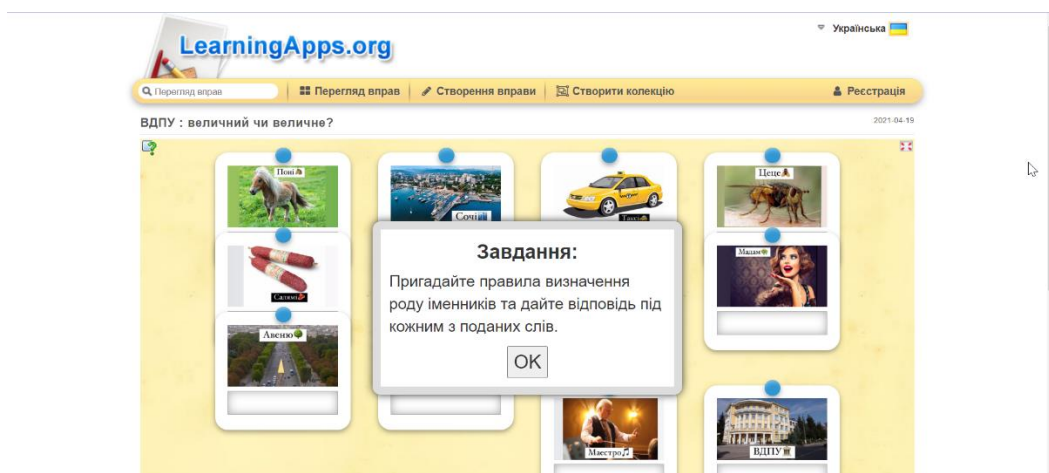 LearningApps.org
Українська
Перегляд вправ
Перегляд вправ
Створення вправи
Створити колекцію
Реєстрація
ВДПУ : величний чи величне?
2021-04-19
Поні
Сочі
Таксі
Цеце
Салямі
Мадам
Авеню
Завдання:
Пригадайте правила визначення
роду іменників та дайте відповідь під
кожним з поданих слів.
OK
Маестро
ВДПУ